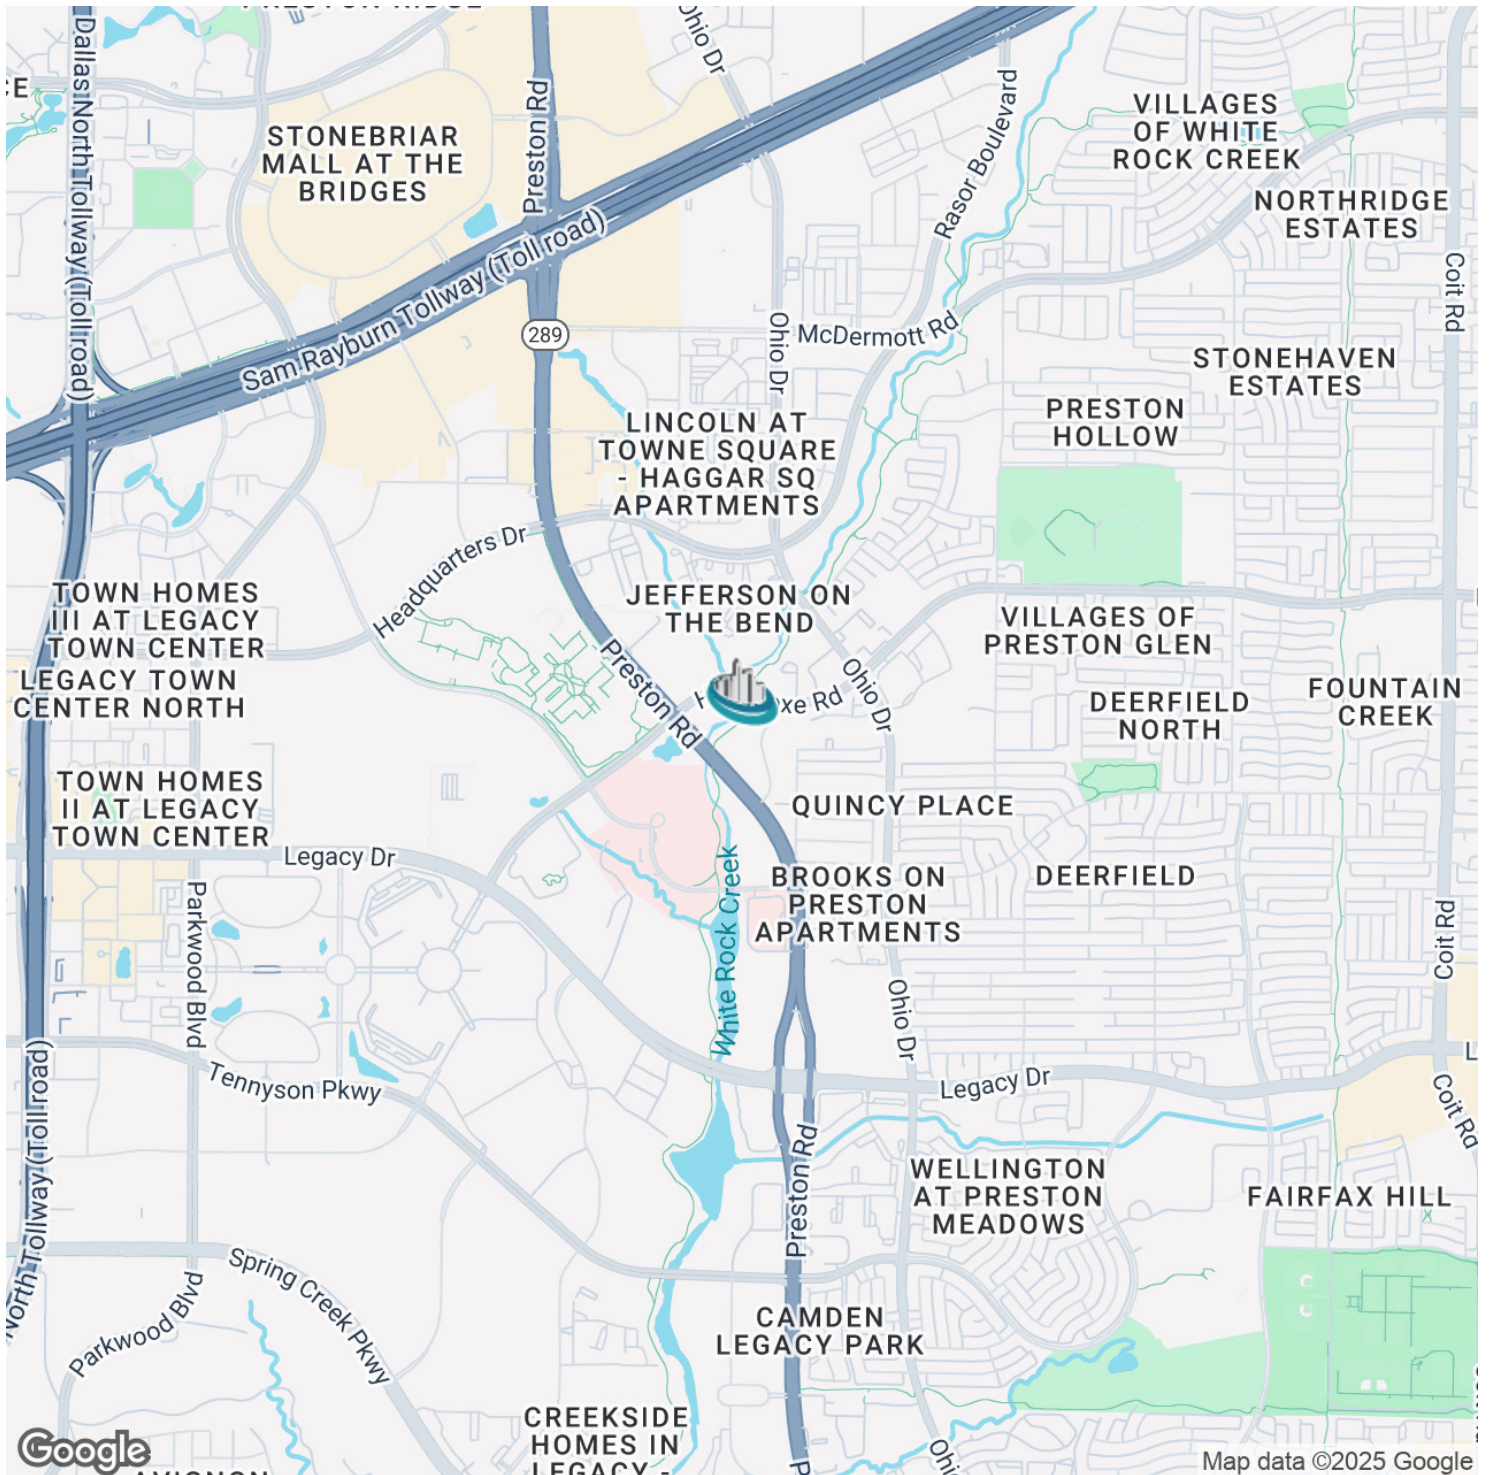 Ohio Dr
Dallas North Tollway (Toll road)
Preston Rd
CE
STONEBRIAR
MALL AT THE
BRIDGES
VILLAGES
OF WHITE
ROCK CREEK
Rasor Boulevard
NORTHRIDGE
ESTATES
Sam Rayburn Tollway (Toll road)
Coit Rd
289
Ohio Dr
McDermott Rd
STONEHAVEN
ESTATES
PRESTON
HOLLOW
LINCOLN AT
TOWNE SQUARE
- HAGGAR SQ
APARTMENTS
Headquarters Dr
TOWN HOMES
III AT LEGACY
TOWN CENTER
JEFFERSON ON
THE BEND
VILLAGES OF
PRESTON GLEN
LEGACY TOWN
CENTER NORTH
Preston Rd
Rd
Ohio Dr
DEERFIELD
NORTH
FOUNTAIN
CREEK
TOWN HOMES
II AT LEGACY
TOWN CENTER
QUINCY PLACE
Legacy Dr
BROOKS ON
PRESTON
APARTMENTS
DEERFIELD
Parkwood Blvd
White Rock Creek
Coit Rd
Ohio Dr
Tennyson Pkwy
Legacy Dr
Coit Rd
North Tollway (Toll road)
Preston Rd
WELLINGTON
AT PRESTON
MEADOWS
FAIRFAX HILL
Parkwood Blvd
Spring Creek Pkwy
CAMDEN
LEGACY PARK
CREEKSIDE
HOMES IN
LEGACY -
Google
Map data ©2025 Google